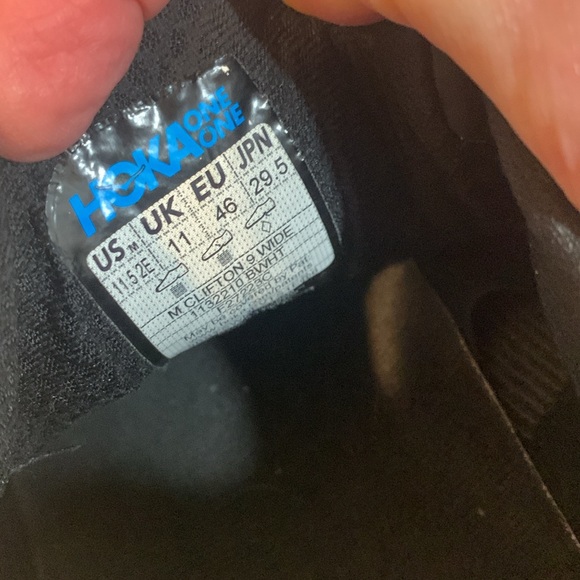 HOKA ONE ONE
US M UK EU JPN
11.5 2E 11 46 29.5
M CLIFTON 9 WIDE
1132210 BWHT